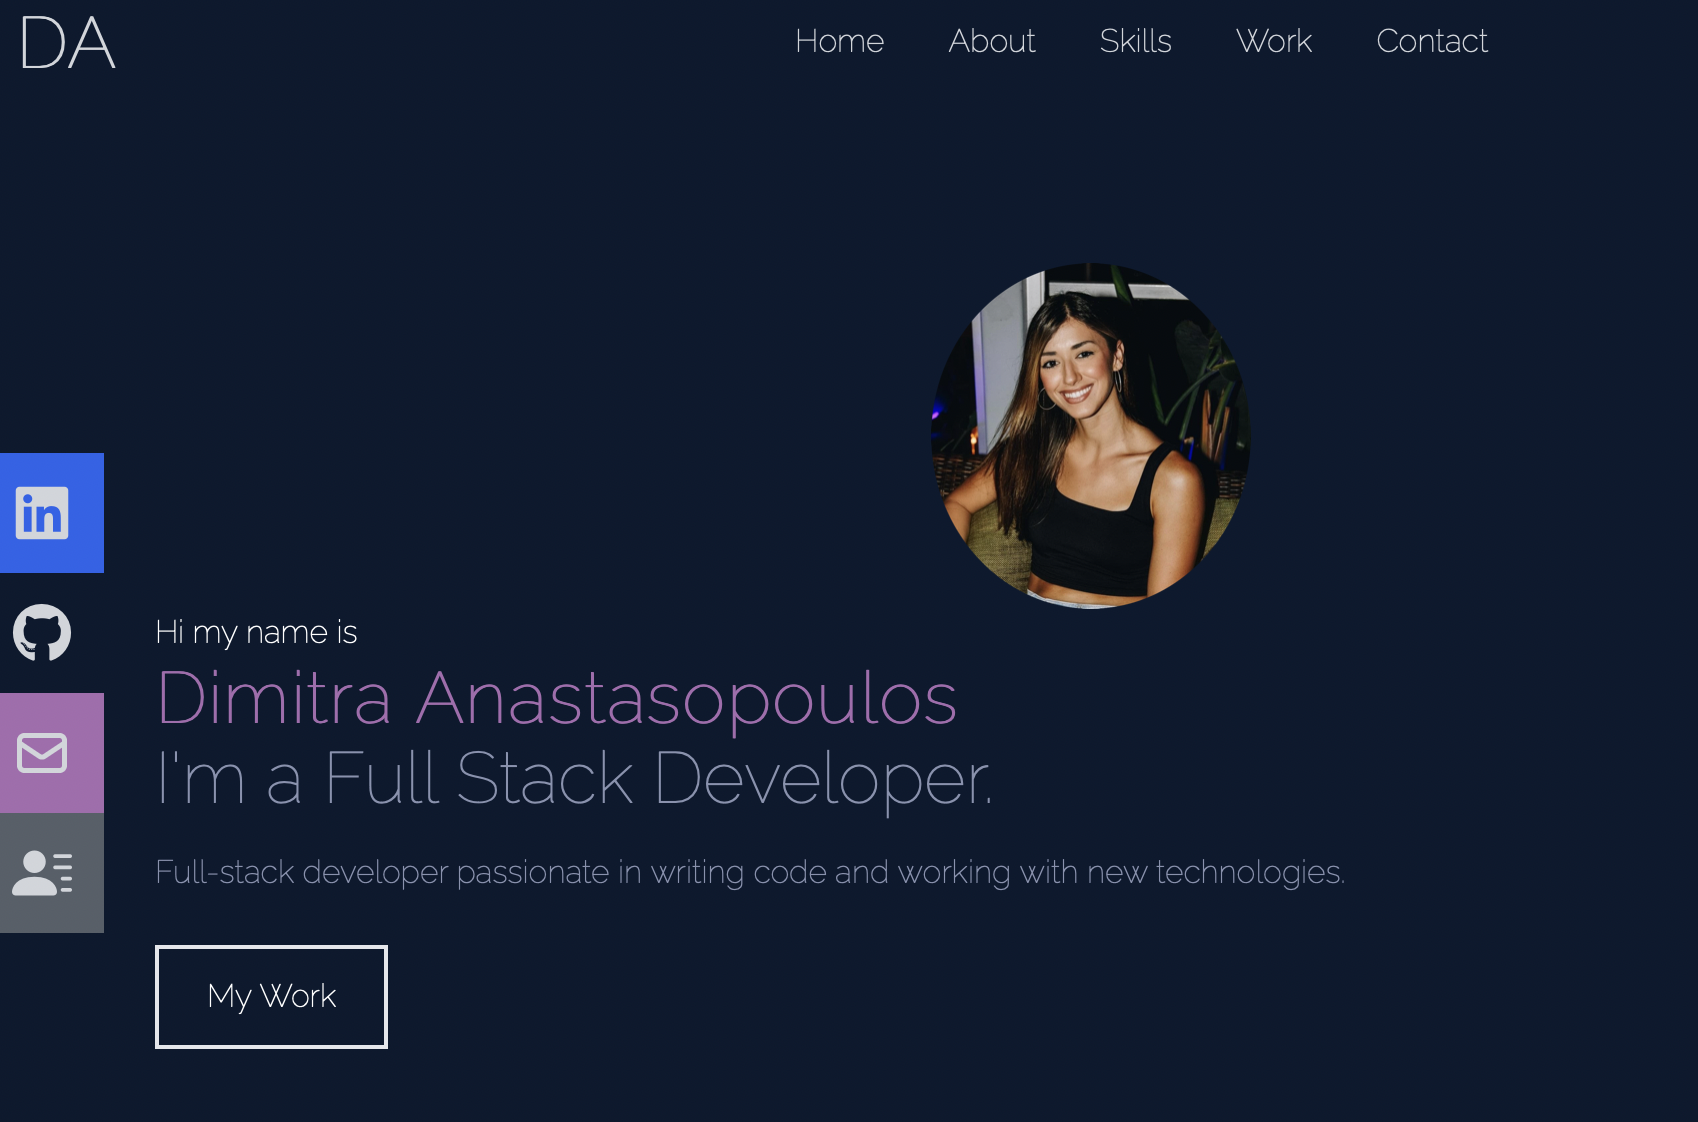 DA
Home About Skills Work Contact
in
Hi my name is
Dimitra Anastasopoulos
I'm a Full Stack Developer.
Full-stack developer passionate in writing code and working with new technologies.
My Work